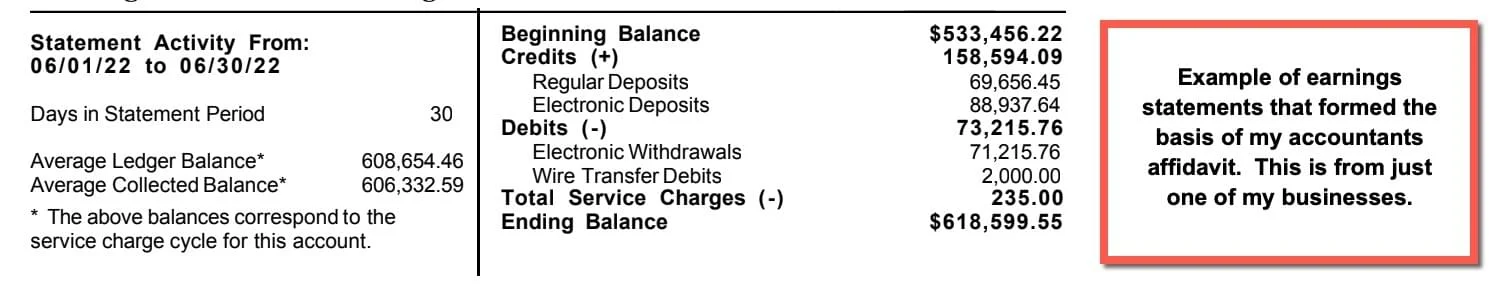 Statement Activity From:
06/01/22 to 06/30/22
Days in Statement Period 30
Average Ledger Balance* 608,654.46
Average Collected Balance* 606,332.59
* The above balances correspond to the
service charge cycle for this account.
Beginning Balance $533,456.22
Credits (+) 158,594.09
Regular Deposits 69,656.45
Electronic Deposits 88,937.64
Debits (-) 73,215.76
Electronic Withdrawals 71,215.76
Wire Transfer Debits 2,000.00
Total Service Charges (-) 235.00
Ending Balance $618,599.55
Example of earnings
statements that formed the
basis of my accountants
affidavit. This is from just
one of my businesses.